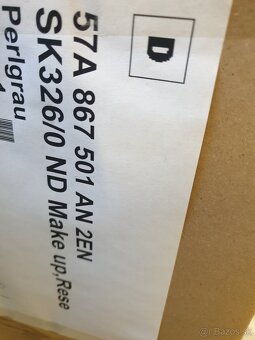 D
57A 867 501 AN 2EN
SK326/0 ND Make up,Rese
Perlgrau